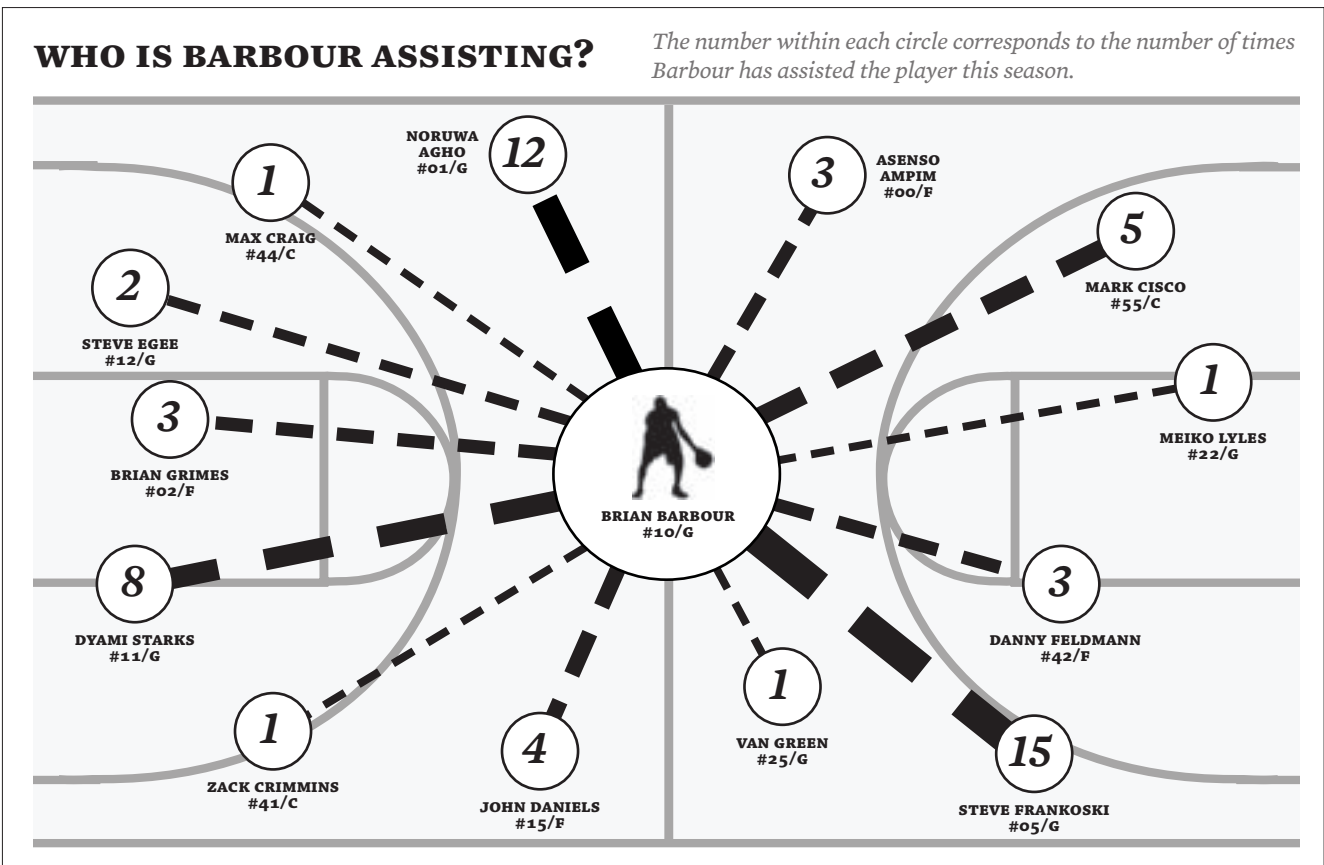 WHO IS BARBOUR ASSISTING?
The number within each circle corresponds to the number of times
Barbour has assisted the player this season.
1
MAX CRAIG
#44/C
NORUWA
AGHO
#01/G
12
3
ASENSO
AMPIM
#00/F
5
MARK CISCO
#55/C
2
STEVE EGEE
#12/G
1
MEIKO LYLES
#22/G
3
BRIAN GRIMES
#02/F
BRIAN BARBOUR
#10/G
8
DYAMI STARKS
#11/G
3
DANNY FELDMANN
#42/F
1
ZACK CRIMMINS
#41/C
4
JOHN DANIELS
#15/F
1
VAN GREEN
#25/G
15
STEVE FRANKOSKI
#05/G